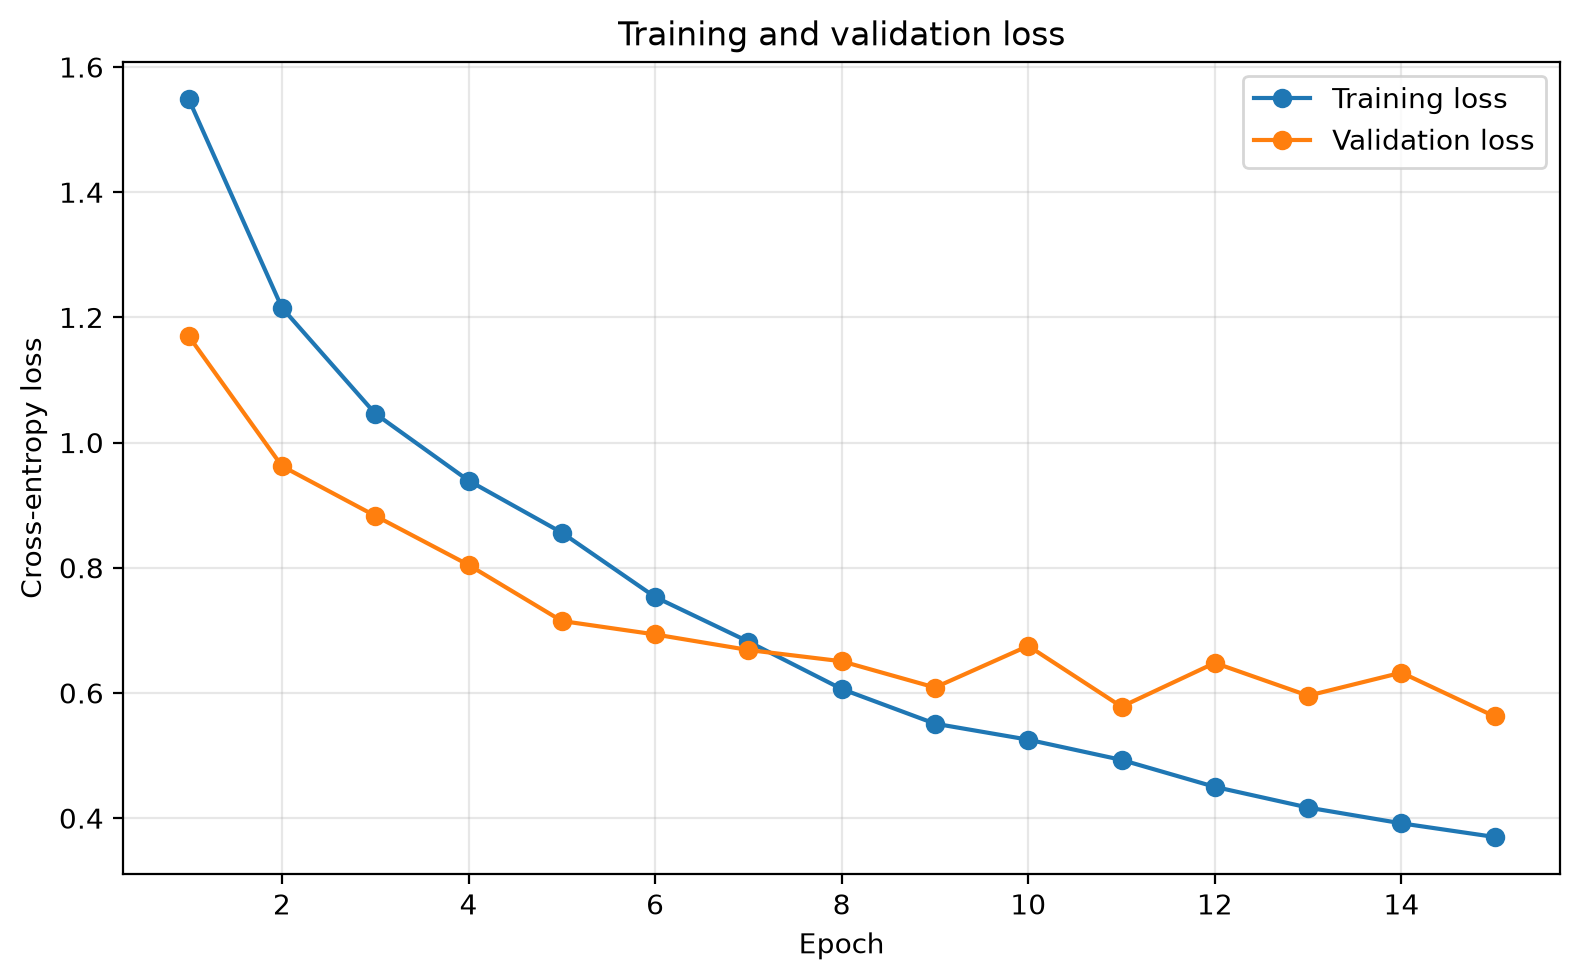 Training and validation loss
Training loss
Validation loss
Cross-entropy loss
1.6
1.4
1.2
1.0
0.8
0.6
0.4
2 4 6 8 10 12 14
Epoch